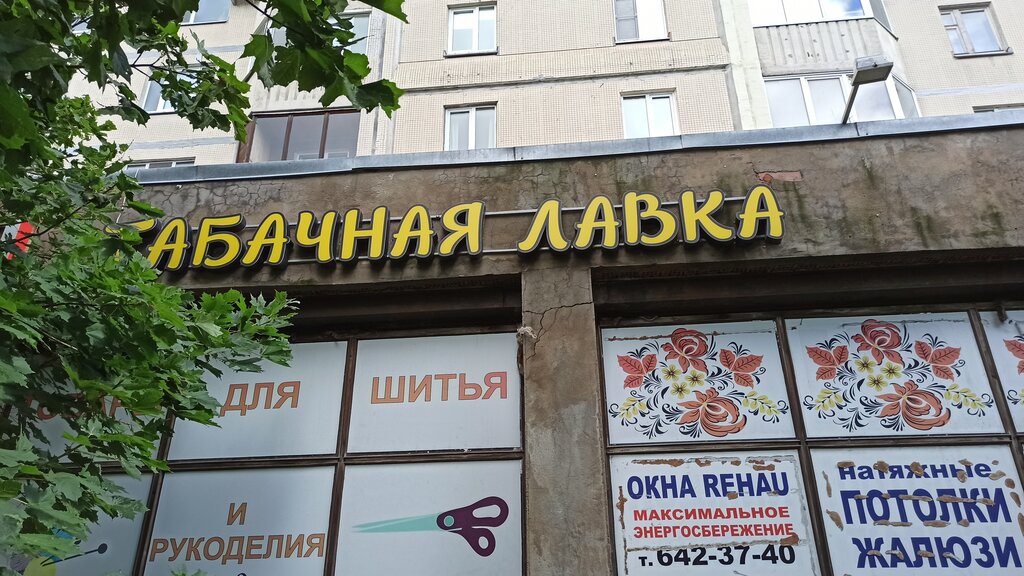 ТАБАЧНАЯ ЛАВКА
ДЛЯ ШИТЬЯ
И
РУКОДЕЛИЯ
ОКНА REHAU
МАКСИМАЛЬНОЕ
ЭНЕРГОСБЕРЕЖЕНИЕ
т. 642-37-40
натяжные
ПОТОЛКИ
ЖАЛЮЗИ